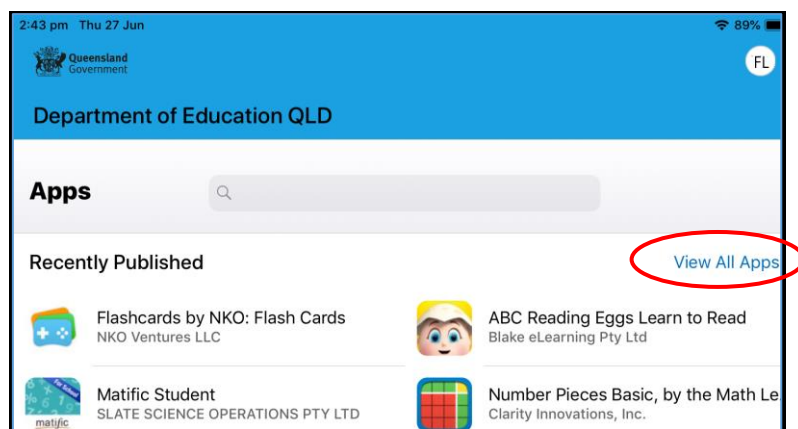 2:43 pm Thu 27 Jun
89%
Queensland
Government
FL
Department of Education QLD
Apps
Recently Published
View All Apps
Flashcards by NKO: Flash Cards
NKO Ventures LLC
ABC Reading Eggs Learn to Read
Blake eLearning Pty Ltd
For School
matific
Matific Student
SLATE SCIENCE OPERATIONS PTY LTD
Number Pieces Basic, by the Math Le
Clarity Innovations, Inc.